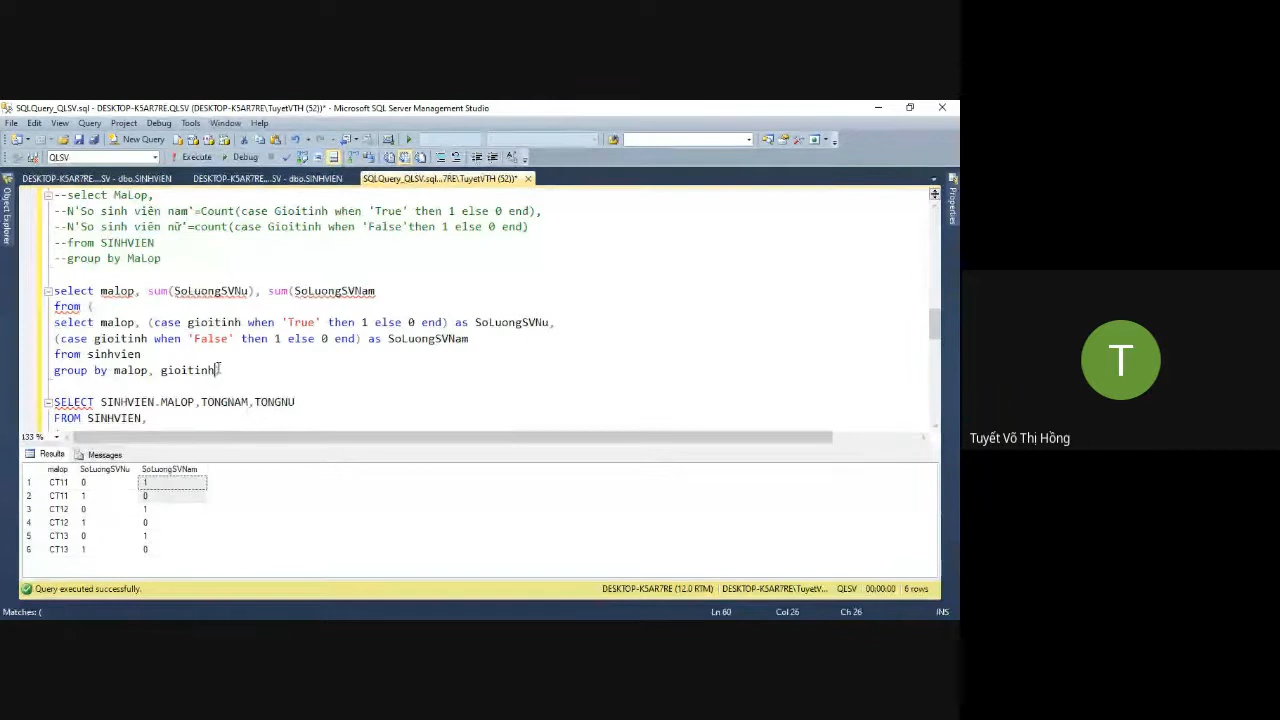 SQLQuery_QLSV.sql - DESKTOP-K5AR7RE.QLSV (DESKTOP-K5AR7RE\TuyetVTH (52))* - Microsoft SQL Server Management Studio
File Edit View Query Project Debug Tools Window Help
New Query
QLSV Execute Debug
DESKTOP-K5AR7RE....SV - dbo.SINHVIEN DESKTOP-K5AR7RE....SV - dbo.SINHVIEN SQLQuery_QLSV.sql...7RE\TuyetVTH (52))*
Object Explorer
Properties
--select MaLop,
--N'So sinh viên nam'=Count(case Gioitinh when 'True' then 1 else 0 end),
--N'So sinh viên nữ'=count(case Gioitinh when 'False'then 1 else 0 end)
--from SINHVIEN
--group by MaLop
select malop, sum(SoLuongSVNu), sum(SoLuongSVNam
from (
select malop, (case gioitinh when 'True' then 1 else 0 end) as SoLuongSVNu,
(case gioitinh when 'False' then 1 else 0 end) as SoLuongSVNam
from sinhvien
group by malop, gioitinh
SELECT SINHVIEN.MALOP,TONGNAM,TONGNU
FROM SINHVIEN,
133 %
Results Messages
malop SoLuongSVNu SoLuongSVNam
1 CT11 0 1
2 CT11 1 0
3 CT12 0 1
4 CT12 1 0
5 CT13 0 1
6 CT13 1 0
Query executed successfully. DESKTOP-K5AR7RE (12.0 RTM) DESKTOP-K5AR7RE\TuyetV... QLSV 00:00:00 6 rows
Matches: ( Ln 60 Col 26 Ch 26 INS
T
Tuyết Võ Thị Hồng